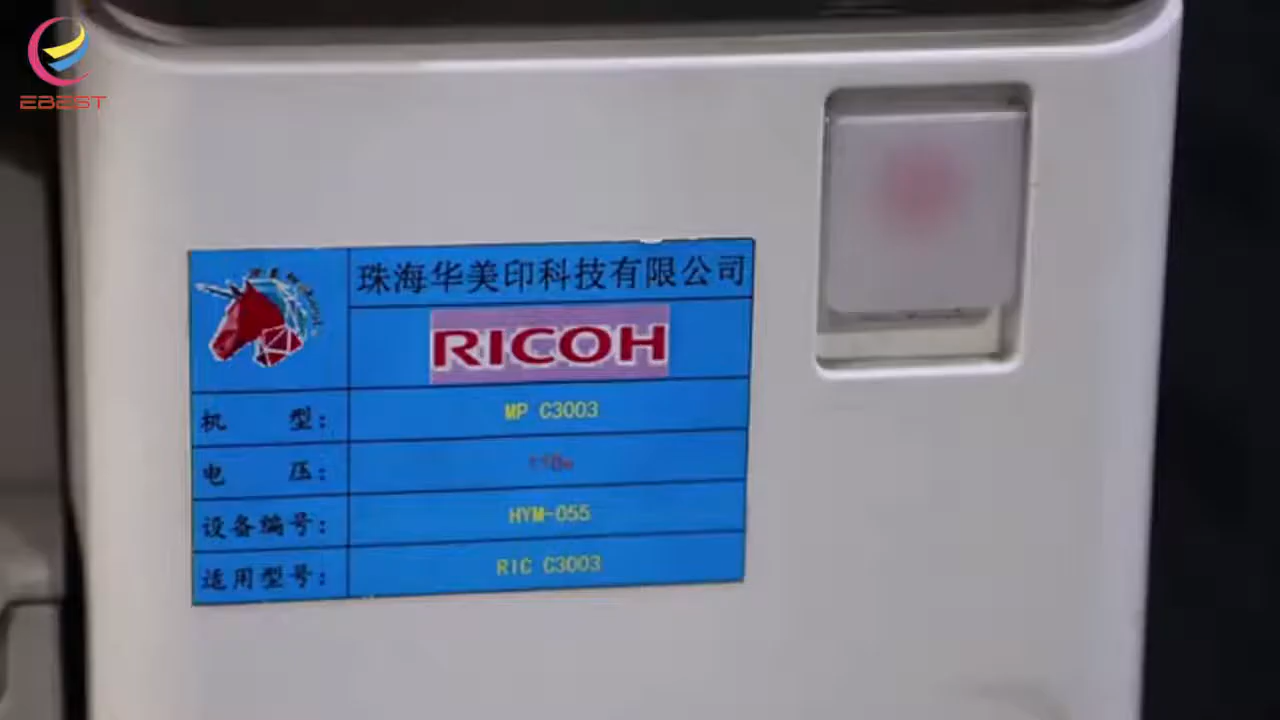 EBEST
珠海华美印科技有限公司
RICOH
机 型: MP C3003
电 压: 110v
设备编号: HYM-055
适用型号: RIC C3003